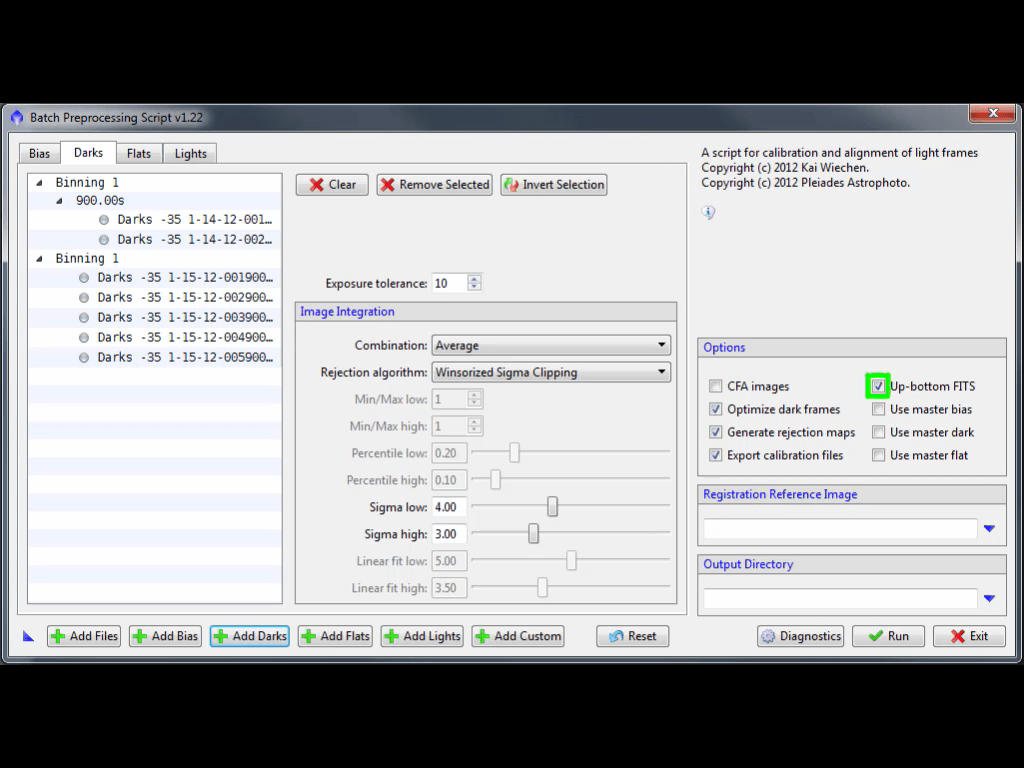 Batch Preprocessing Script v1.22
Bias Darks Flats Lights
Binning 1
900.00s
Darks -35 1-14-12-001…
Darks -35 1-14-12-002…
Binning 1
Darks -35 1-15-12-001900…
Darks -35 1-15-12-002900…
Darks -35 1-15-12-003900…
Darks -35 1-15-12-004900…
Darks -35 1-15-12-005900…
Clear Remove Selected Invert Selection
Exposure tolerance: 10
Image Integration
Combination: Average
Rejection algorithm: Winsorized Sigma Clipping
Min/Max low: 1
Min/Max high: 1
Percentile low: 0.20
Percentile high: 0.10
Sigma low: 4.00
Sigma high: 3.00
Linear fit low: 5.00
Linear fit high: 3.50
A script for calibration and alignment of light frames
Copyright (c) 2012 Kai Wiechen.
Copyright (c) 2012 Pleiades Astrophoto.
Options
CFA images Up-bottom FITS
Optimize dark frames Use master bias
Generate rejection maps Use master dark
Export calibration files Use master flat
Registration Reference Image
Output Directory
Add Files Add Bias Add Darks Add Flats Add Lights Add Custom Reset Diagnostics Run Exit